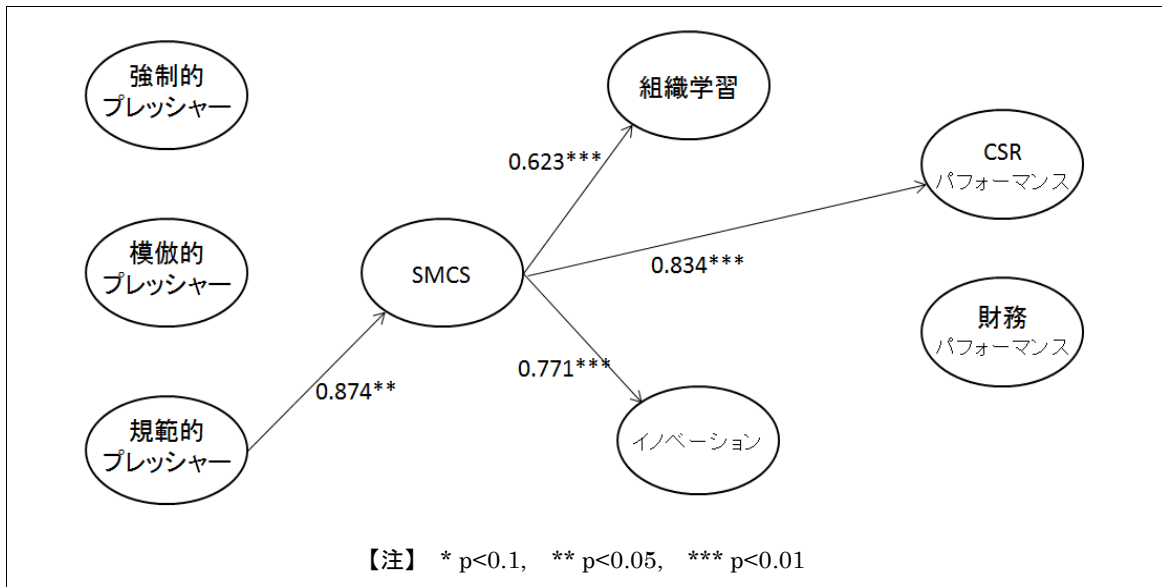 強制的
プレッシャー
組織学習
CSR
パフォーマンス
0.623***
模倣的
プレッシャー
SMCS
0.834***
財務
パフォーマンス
0.771***
0.874**
規範的
プレッシャー
イノベーション
【注】 * p<0.1, ** p<0.05, *** p<0.01